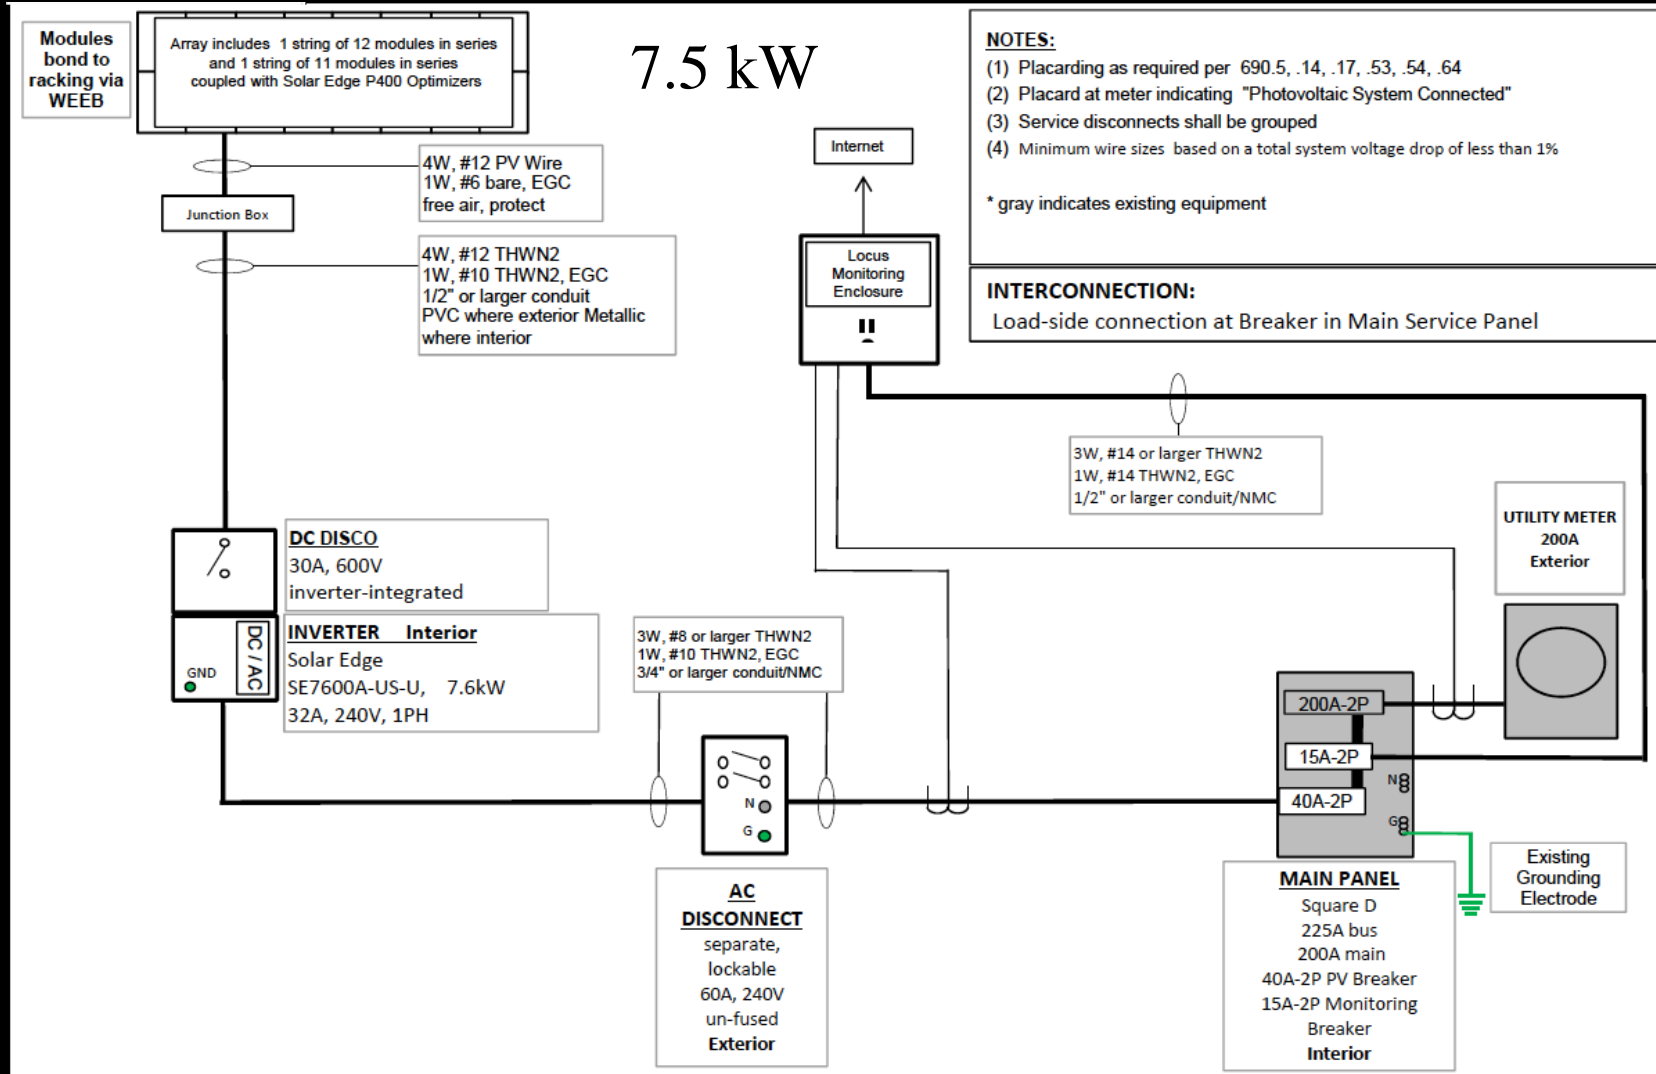 Modules
bond to
racking via
WEEB
Array includes 1 string of 12 modules in series
and 1 string of 11 modules in series
coupled with Solar Edge P400 Optimizers
7.5 kW
NOTES:
(1) Placarding as required per 690.5, .14, .17, .53, .54, .64
(2) Placard at meter indicating "Photovoltaic System Connected"
(3) Service disconnects shall be grouped
(4) Minimum wire sizes based on a total system voltage drop of less than 1%
* gray indicates existing equipment
INTERCONNECTION:
Load-side connection at Breaker in Main Service Panel
Internet
4W, #12 PV Wire
1W, #6 bare, EGC
free air, protect
Junction Box
4W, #12 THWN2
1W, #10 THWN2, EGC
1/2" or larger conduit
PVC where exterior Metallic
where interior
Locus
Monitoring
Enclosure
3W, #14 or larger THWN2
1W, #14 THWN2, EGC
1/2" or larger conduit/NMC
UTILITY METER
200A
Exterior
DC DISCO
30A, 600V
inverter-integrated
DC / AC
GND
INVERTER Interior
Solar Edge
SE7600A-US-U, 7.6kW
32A, 240V, 1PH
3W, #8 or larger THWN2
1W, #10 THWN2, EGC
3/4" or larger conduit/NMC
N
G
200A-2P
15A-2P
40A-2P
N
G
AC
DISCONNECT
separate,
lockable
60A, 240V
un-fused
Exterior
MAIN PANEL
Square D
225A bus
200A main
40A-2P PV Breaker
15A-2P Monitoring
Breaker
Interior
Existing
Grounding
Electrode